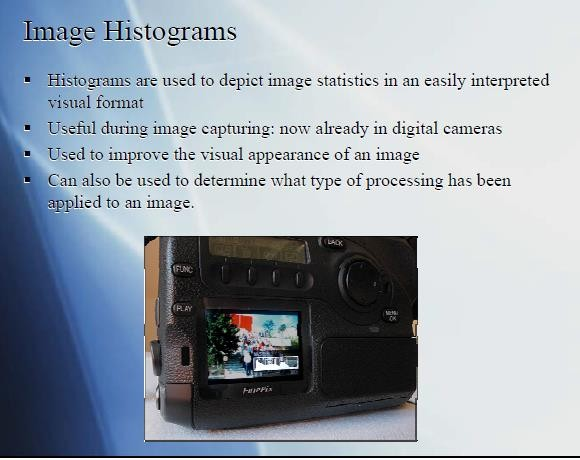 Image Histograms
▪ Histograms are used to depict image statistics in an easily interpreted
visual format
▪ Useful during image capturing: now already in digital cameras
▪ Used to improve the visual appearance of an image
▪ Can also be used to determine what type of processing has been
applied to an image.
BACK
FUNC
PLAY
MENU
OK
FinePix